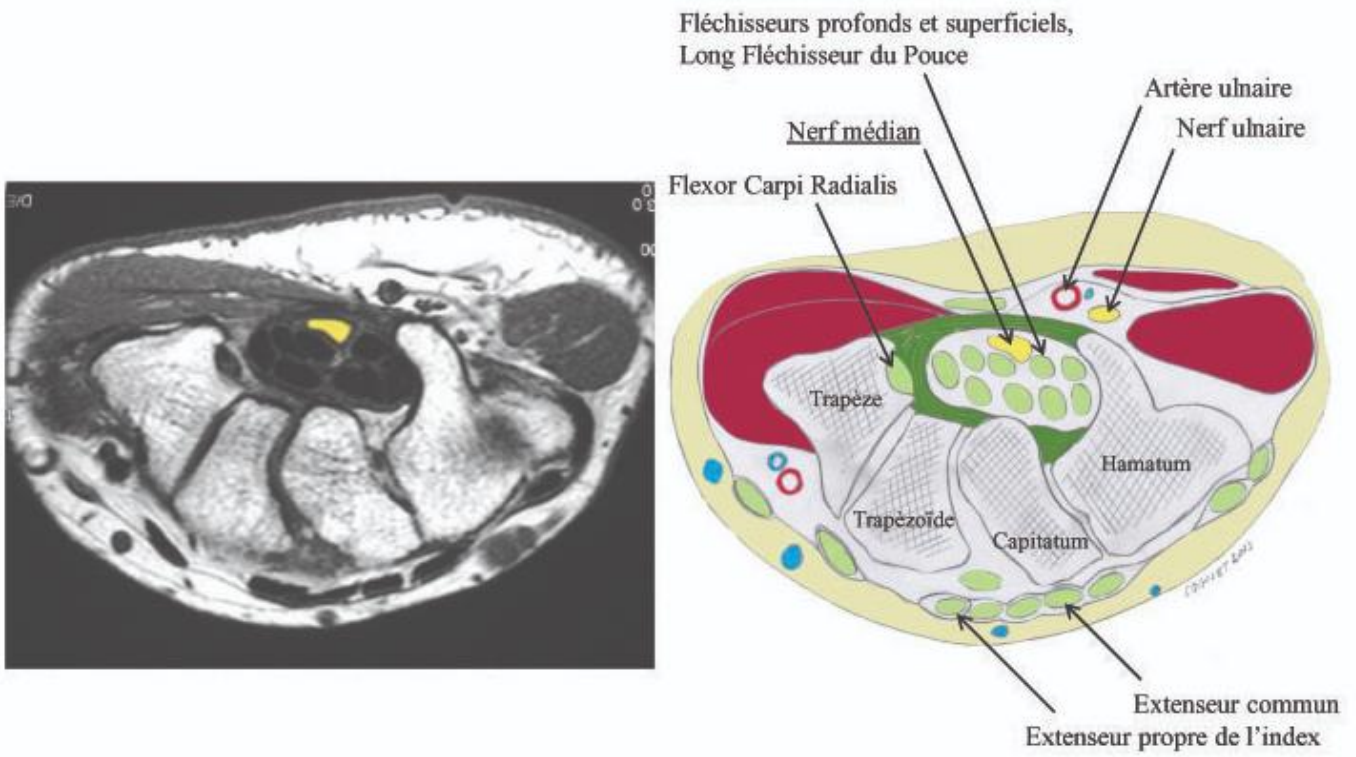 Fléchisseurs profonds et superficiels,
Long Fléchisseur du Pouce
Artère ulnaire
Nerf médian
Nerf ulnaire
Flexor Carpi Radialis
D/E
Trapèze
Hamatum
Trapèzoïde
Capitatum
Extenseur commun
Extenseur propre de l'index